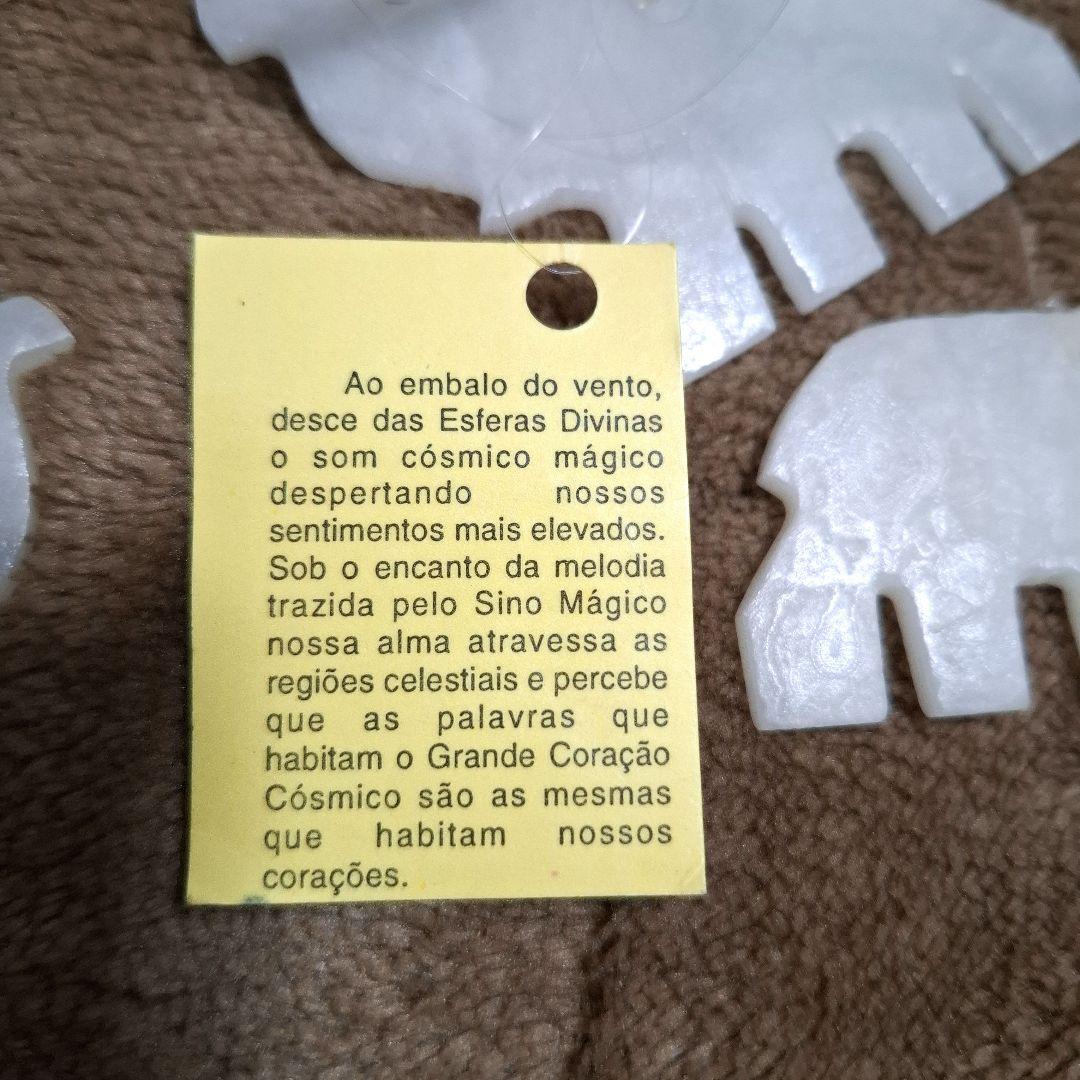 Ao embalo do vento,
desce das Esferas Divinas
o som cósmico mágico
despertando nossos
sentimentos mais elevados.
Sob o encanto da melodia
trazida pelo Sino Mágico
nossa alma atravessa as
regiões celestiais e percebe
que as palavras que
habitam o Grande Coração
Cósmico são as mesmas
que habitam nossos
corações.